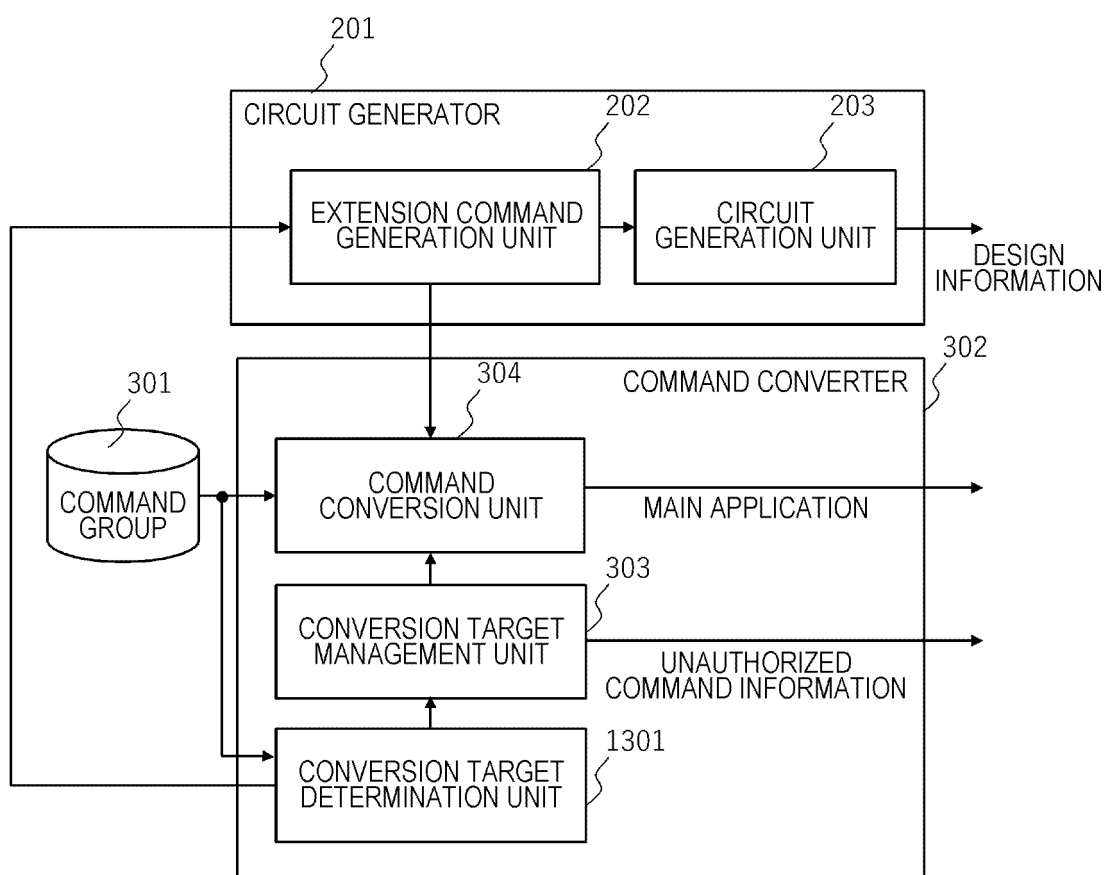 201
CIRCUIT GENERATOR
202
203
EXTENSION COMMAND
GENERATION UNIT
CIRCUIT
GENERATION UNIT
DESIGN
INFORMATION
302
COMMAND CONVERTER
304
301
COMMAND
GROUP
COMMAND
CONVERSION UNIT
MAIN APPLICATION
303
CONVERSION TARGET
MANAGEMENT UNIT
UNAUTHORIZED
COMMAND INFORMATION
1301
CONVERSION TARGET
DETERMINATION UNIT